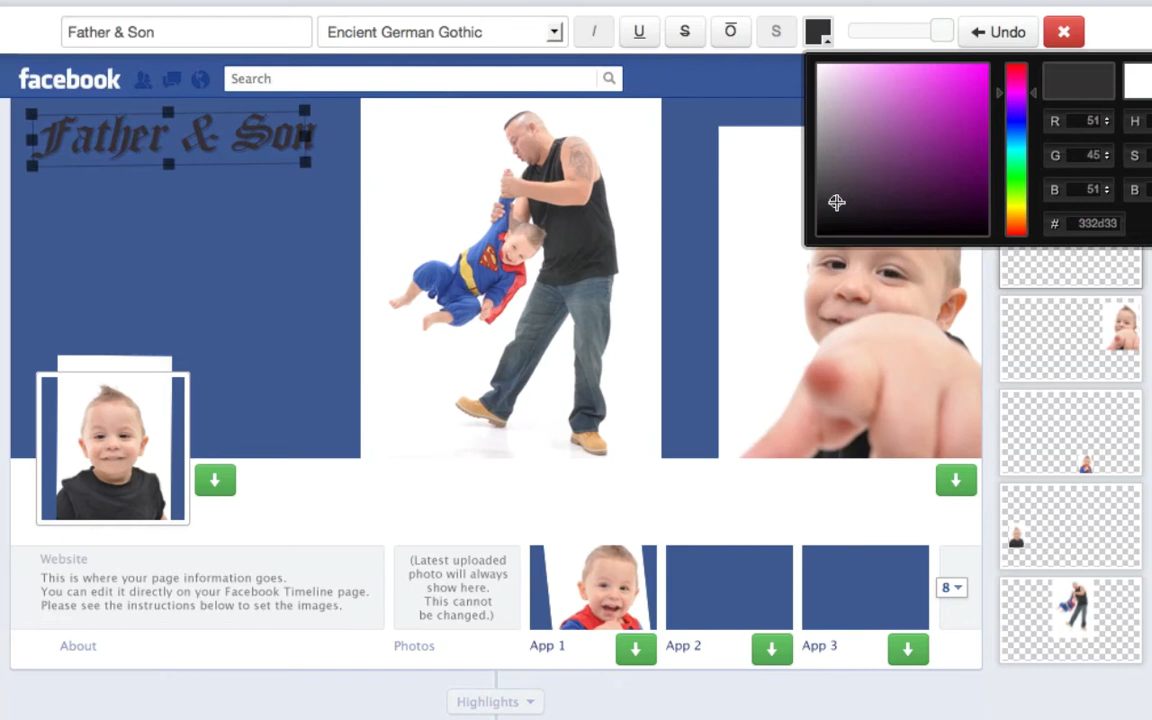 Father & Son
Encient German Gothic
I
U
S
O
S
Undo
facebook
Search
Father & Son
R 51 H
G 45 S
B 51 B
# 332d33
Website
This is where your page information goes.
You can edit it directly on your Facebook Timeline page.
Please see the instructions below to set the images.
(Latest uploaded
photo will always
show here.
This cannot
be changed.)
8
About
Photos
App 1
App 2
App 3
Highlights